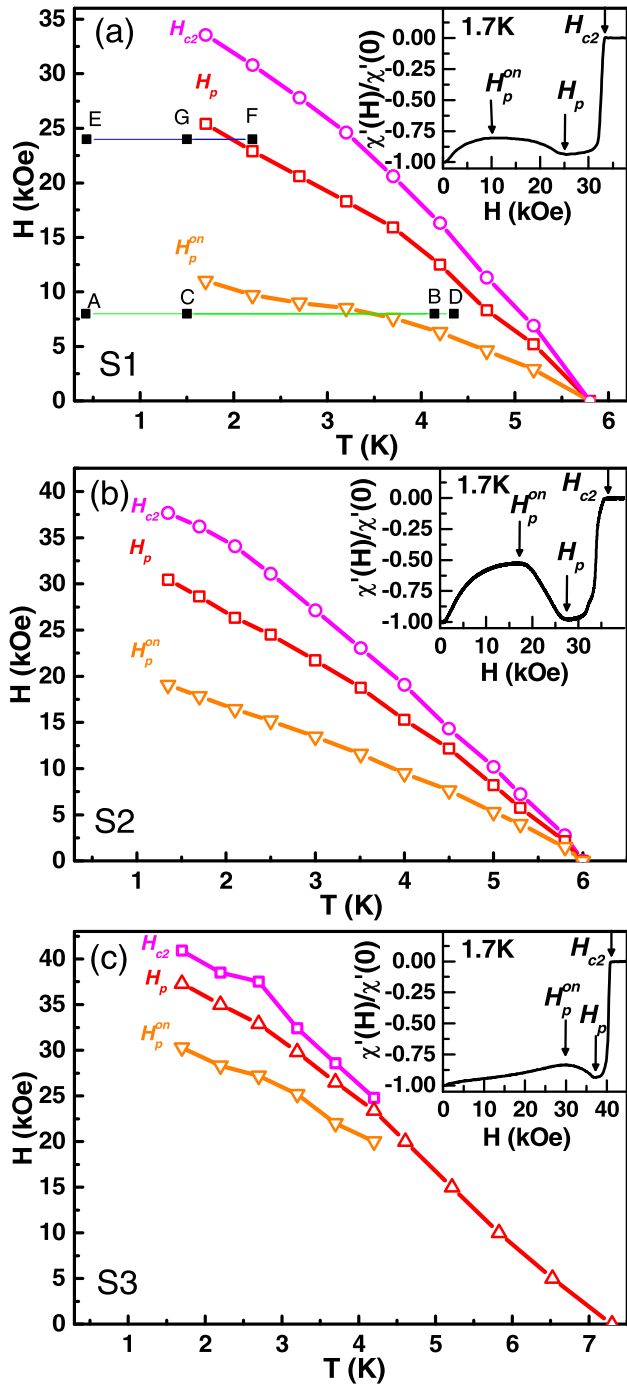 (a)
H_c2
H_p
H_p^on
E G F
A C B D
S1
35
30
25
20
15
10
5
0
H (kOe)
1 2 3 4 5 6
T (K)
1.7K
H_c2
H_p^on
H_p
0.00
-0.25
-0.50
-0.75
-1.00
χ'(H)/χ'(0)
0 10 20 30
H (kOe)
(b)
H_c2
H_p
H_p^on
S2
40
35
30
25
20
15
10
5
0
H (kOe)
1 2 3 4 5 6
T (K)
1.7K
H_c2
H_p^on
H_p
0.00
-0.25
-0.50
-0.75
-1.00
χ'(H)/χ'(0)
0 10 20 30
H (kOe)
(c)
H_c2
H_p
H_p^on
S3
40
35
30
25
20
15
10
5
0
H (kOe)
1 2 3 4 5 6 7
T (K)
1.7K
H_c2
H_p^on
H_p
0.00
-0.25
-0.50
-0.75
-1.00
χ'(H)/χ'(0)
0 10 20 30 40
H (kOe)